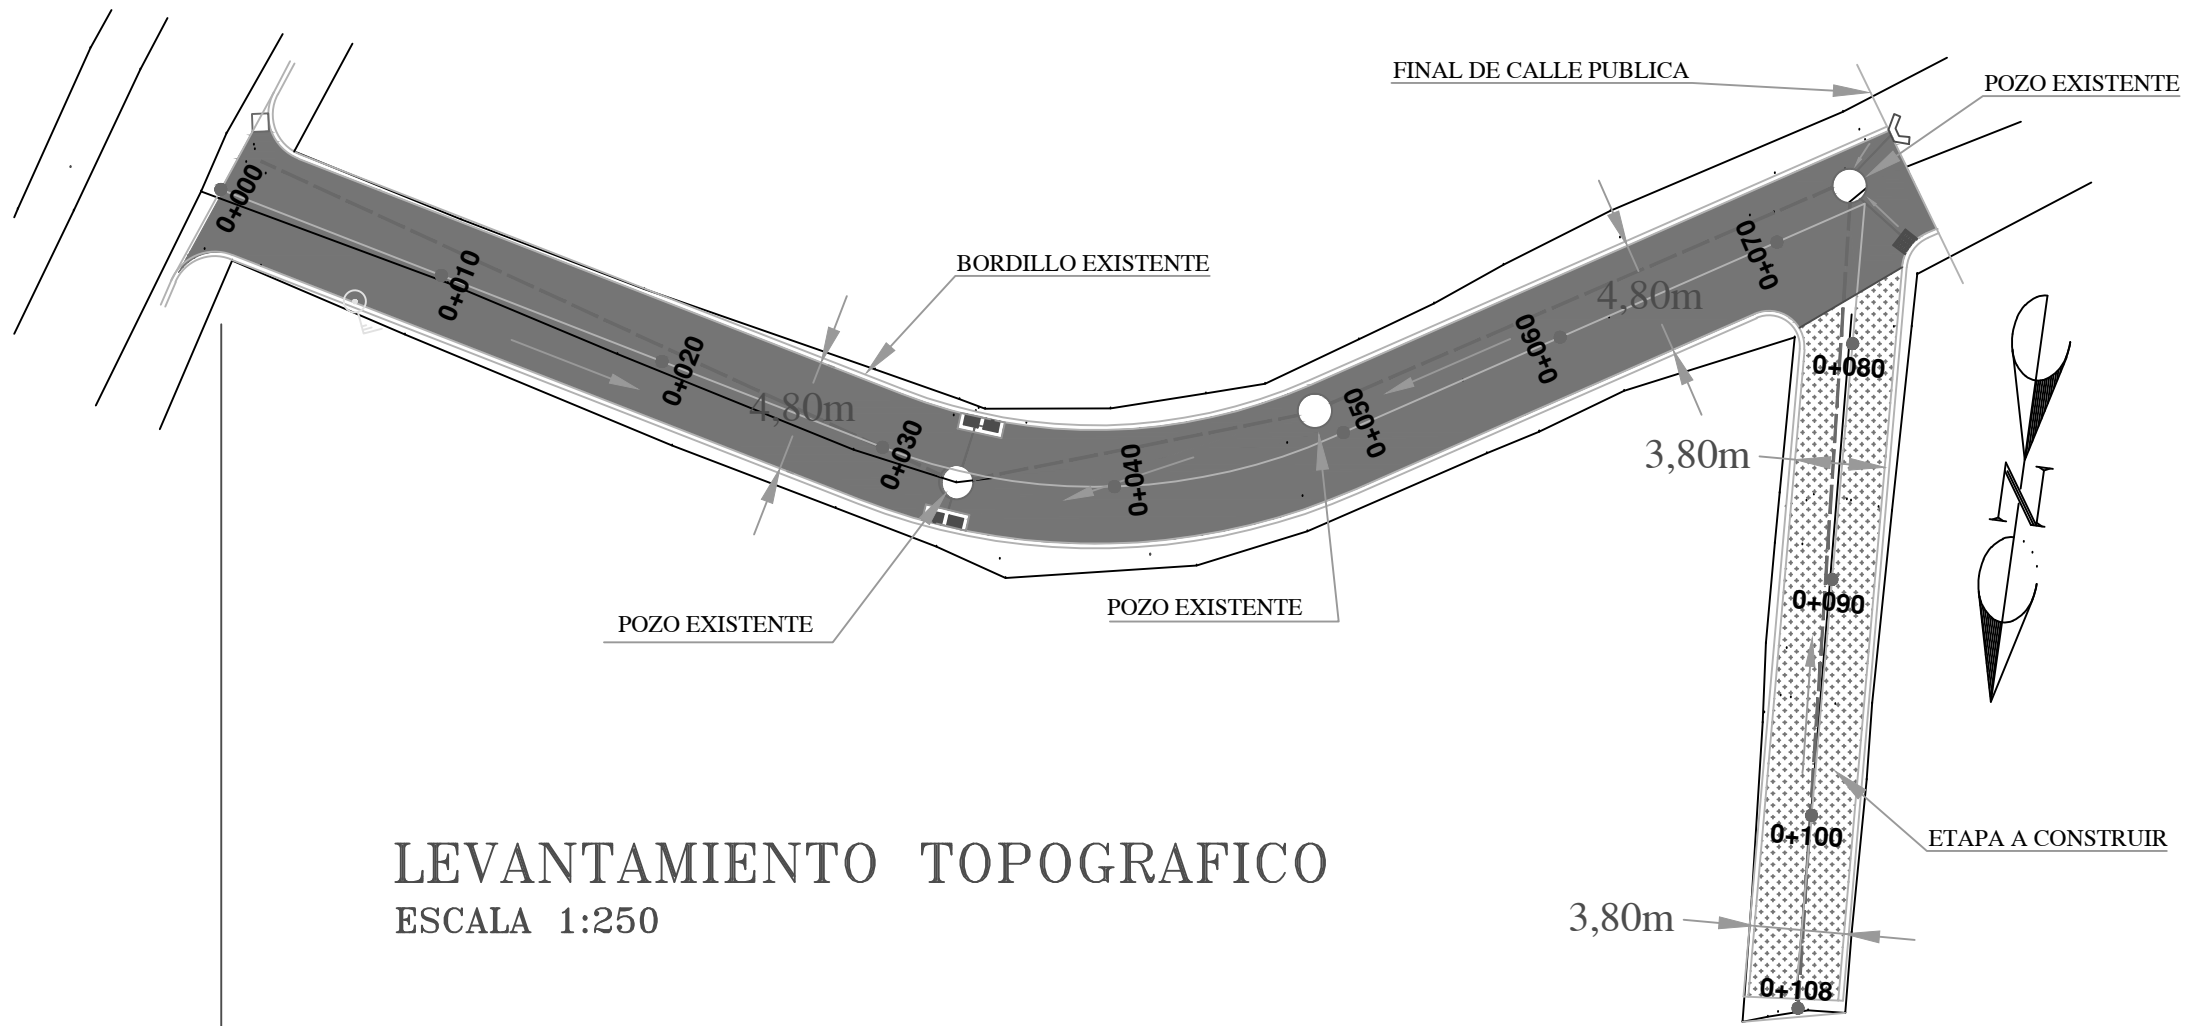 FINAL DE CALLE PUBLICA
POZO EXISTENTE
0+000
BORDILLO EXISTENTE
0+010
0+070
4,80m
0+020
0+060
0+080
4,80m
0+050
0+030
3,80m
0+040
N
POZO EXISTENTE
POZO EXISTENTE
0+090
0+100
ETAPA A CONSTRUIR
LEVANTAMIENTO TOPOGRAFICO
ESCALA 1:250
3,80m
0+108